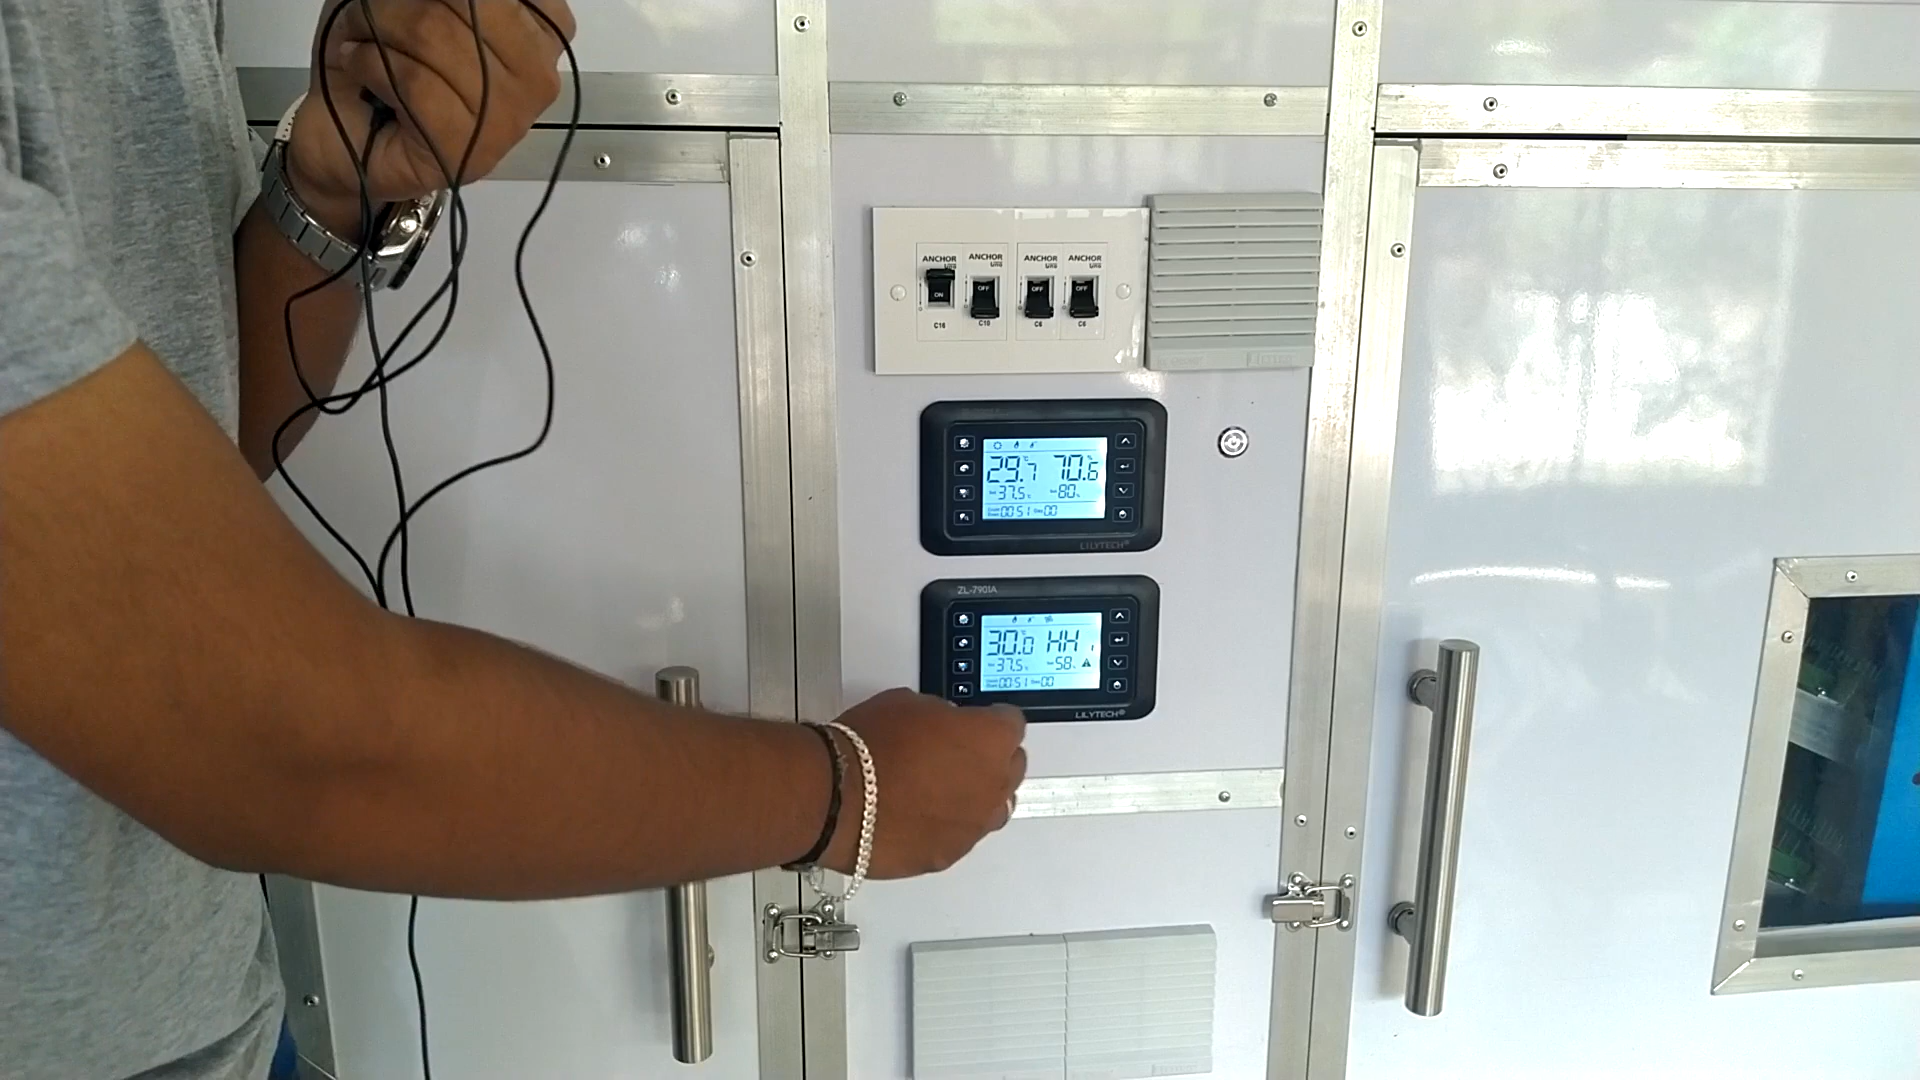 ANCHOR ANCHOR ANCHOR ANCHOR
ON OFF OFF OFF
C16 C10 C6 C6
29.7 °C 70.6 %
37.5 80
00:51 00
LILYTECH®
ZL-7901A
30.0 °C HH
37.5 58
00:51 00
LILYTECH®